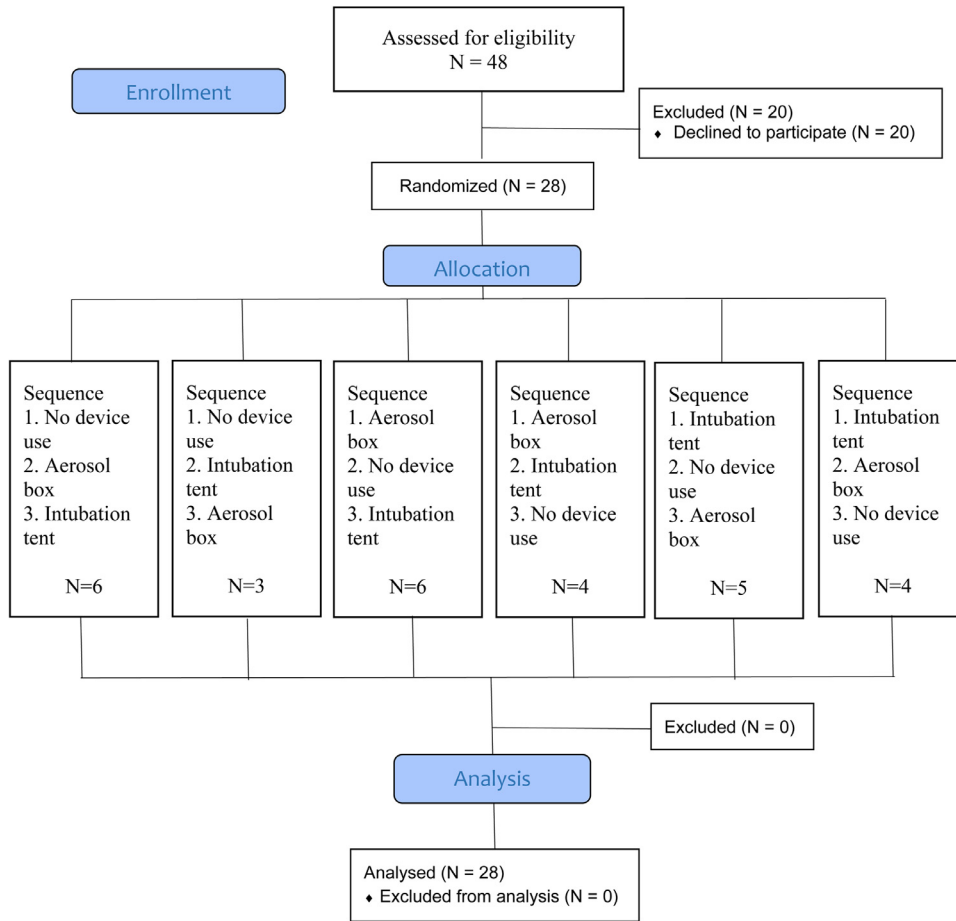 Assessed for eligibility
N = 48
Enrollment
Excluded (N = 20)
♦ Declined to participate (N = 20)
Randomized (N = 28)
Allocation
Sequence
1. No device
use
2. Aerosol
box
3. Intubation
tent
N=6
Sequence
1. No device
use
2. Intubation
tent
3. Aerosol
box
N=3
Sequence
1. Aerosol
box
2. No device
use
3. Intubation
tent
N=6
Sequence
1. Aerosol
box
2. Intubation
tent
3. No device
use
N=4
Sequence
1. Intubation
tent
2. No device
use
3. Aerosol
box
N=5
Sequence
1. Intubation
tent
2. Aerosol
box
3. No device
use
N=4
Excluded (N = 0)
Analysis
Analysed (N = 28)
♦ Excluded from analysis (N = 0)